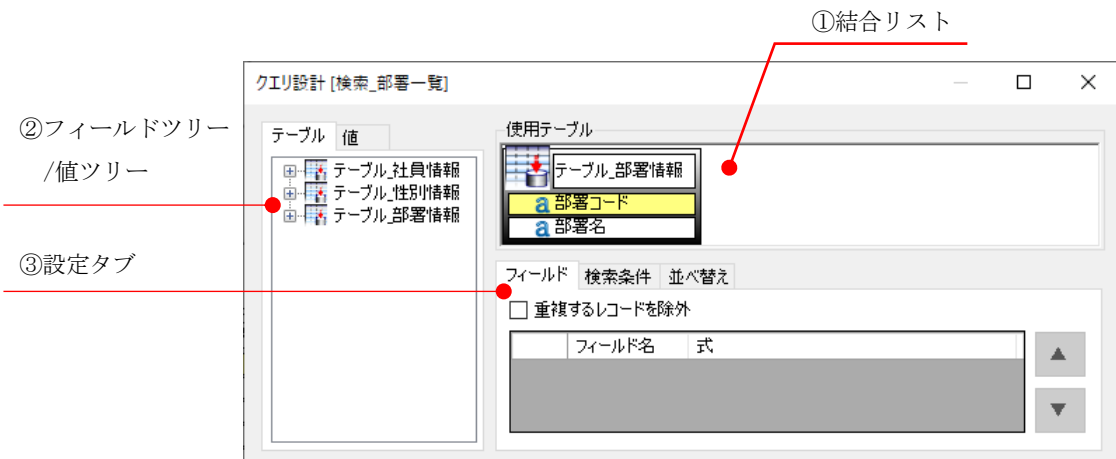 ①結合リスト
クエリ設計 [検索_部署一覧]
②フィールドツリー
/値ツリー
③設定タブ
テーブル 値
テーブル_社員情報
テーブル_性別情報
テーブル_部署情報
使用テーブル
テーブル_部署情報
a 部署コード
a 部署名
フィールド 検索条件 並べ替え
重複するレコードを除外
フィールド名 式